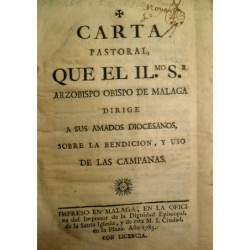 CARTA
PASTORAL,
QUE EL IL.MO S.R
ARZOBISPO OBISPO DE MALAGA
DIRIGE
A SUS AMADOS DIOCESANOS,
SOBRE LA BENDICION, Y USO
DE LAS CAMPANAS.
IMPRESO EN MALAGA, EN LA OFICI-
na del Impresor de la Dignidad Episcopal,
de la Santa Iglesia, y de esta M. I. Ciudad,
en la Plaza. Año 1785.
CON LICENCIA.